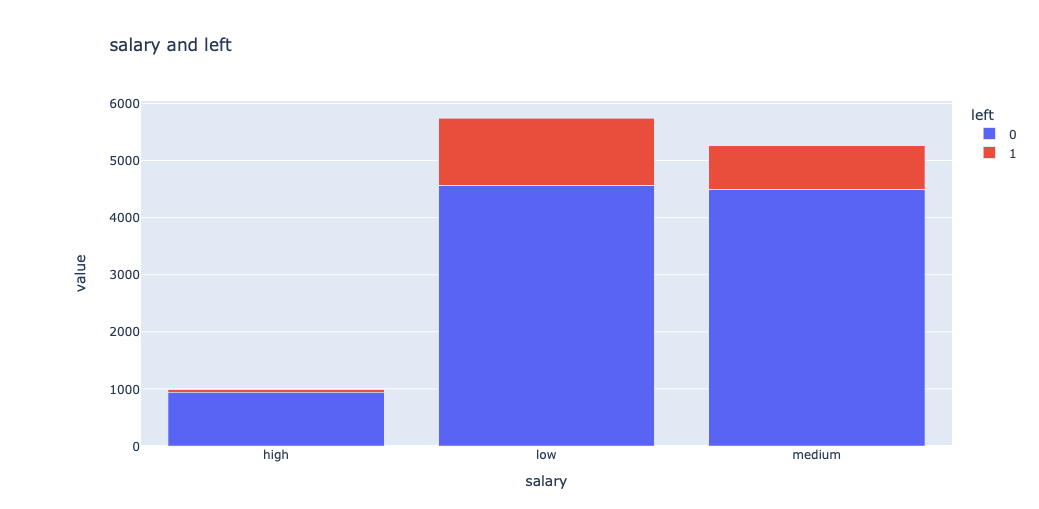 salary and left
value
6000
5000
4000
3000
2000
1000
0
high
low
medium
salary
left
0
1